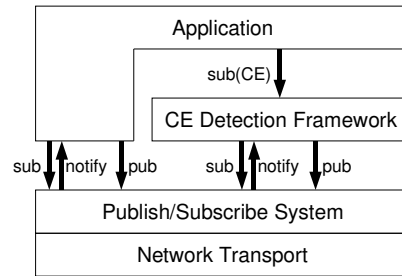 Application
sub(CE)
CE Detection Framework
sub notify pub sub notify pub
Publish/Subscribe System
Network Transport